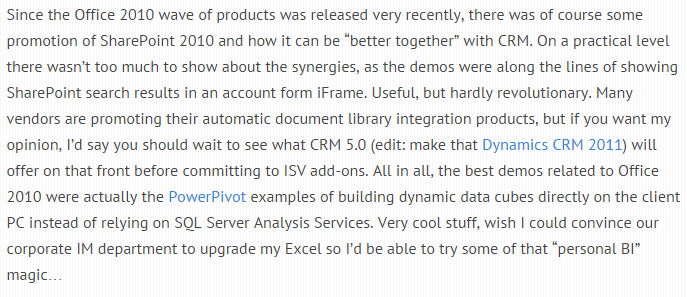 Since the Office 2010 wave of products was released very recently, there was of course some
promotion of SharePoint 2010 and how it can be “better together” with CRM. On a practical level
there wasn’t too much to show about the synergies, as the demos were along the lines of showing
SharePoint search results in an account form iFrame. Useful, but hardly revolutionary. Many
vendors are promoting their automatic document library integration products, but if you want my
opinion, I’d say you should wait to see what CRM 5.0 (edit: make that Dynamics CRM 2011) will
offer on that front before committing to ISV add-ons. All in all, the best demos related to Office
2010 were actually the PowerPivot examples of building dynamic data cubes directly on the client
PC instead of relying on SQL Server Analysis Services. Very cool stuff, wish I could convince our
corporate IM department to upgrade my Excel so I’d be able to try some of that “personal BI”
magic…